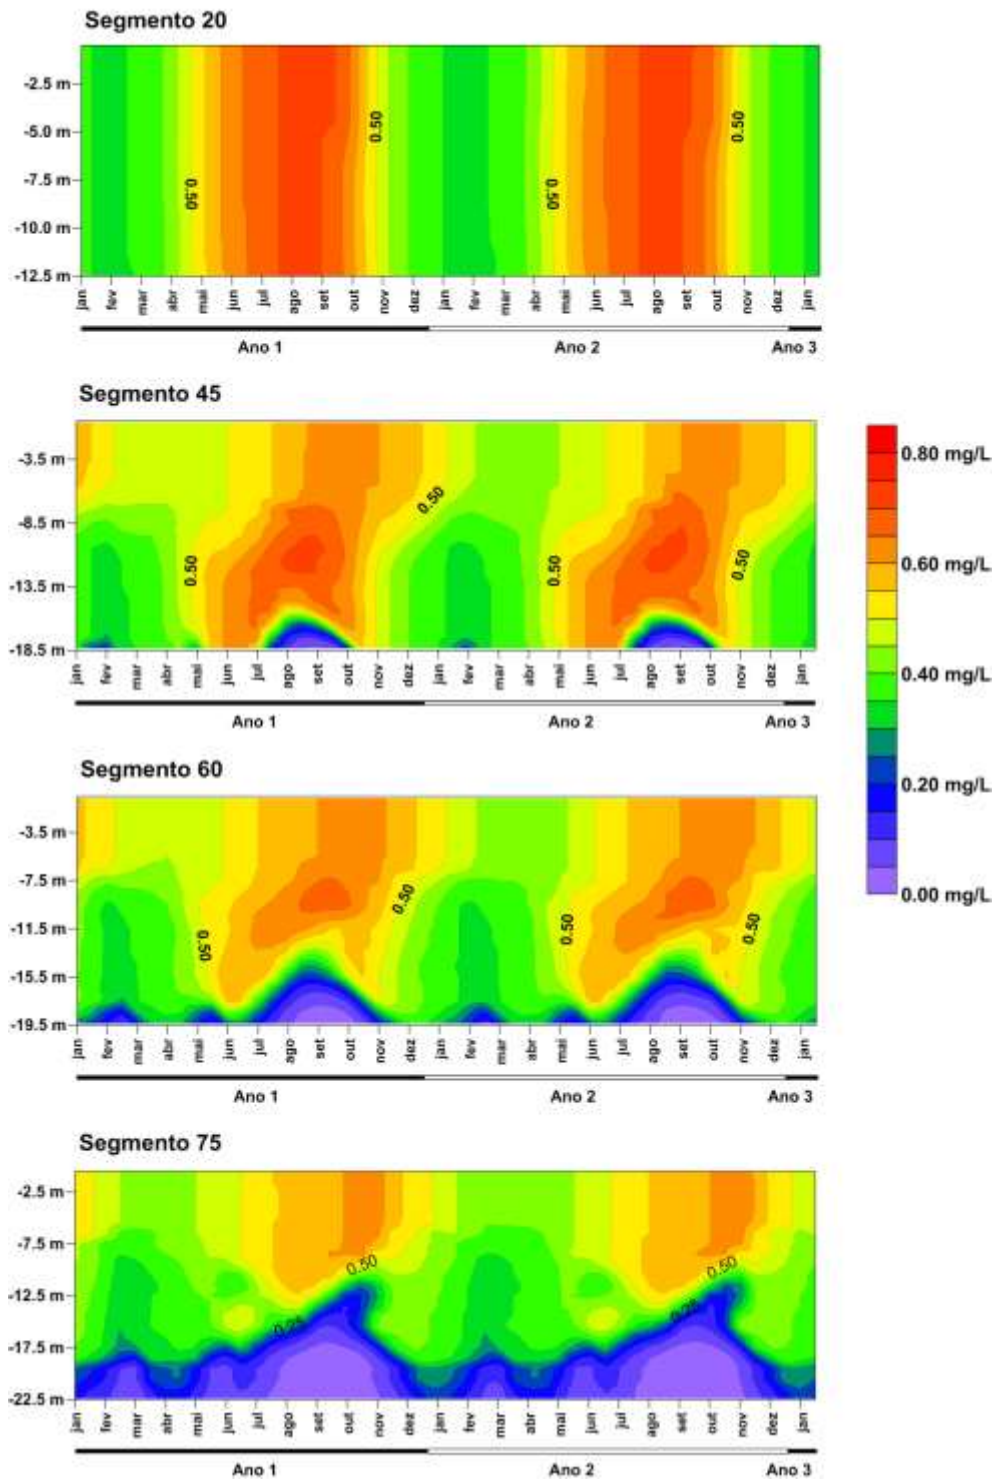 Segmento 20
-2.5 m
-5.0 m
-7.5 m
-10.0 m
-12.5 m
0.50
0.50
0.50
0.50
jan fev mar abr mai jun jul ago set out nov dez jan fev mar abr mai jun jul ago set out nov dez jan
Ano 1 Ano 2 Ano 3
Segmento 45
-3.5 m
-8.5 m
-13.5 m
-18.5 m
0.50
0.50
0.50
0.50
jan fev mar abr mai jun jul ago set out nov dez jan fev mar abr mai jun jul ago set out nov dez jan
Ano 1 Ano 2 Ano 3
0.80 mg/L
0.60 mg/L
0.40 mg/L
0.20 mg/L
0.00 mg/L
Segmento 60
-3.5 m
-7.5 m
-11.5 m
-15.5 m
-19.5 m
0.50
0.50
0.50
0.50
jan fev mar abr mai jun jul ago set out nov dez jan fev mar abr mai jun jul ago set out nov dez jan
Ano 1 Ano 2 Ano 3
Segmento 75
-2.5 m
-7.5 m
-12.5 m
-17.5 m
-22.5 m
0.50
0.25
0.50
0.25
jan fev mar abr mai jun jul ago set out nov dez jan fev mar abr mai jun jul ago set out nov dez jan
Ano 1 Ano 2 Ano 3